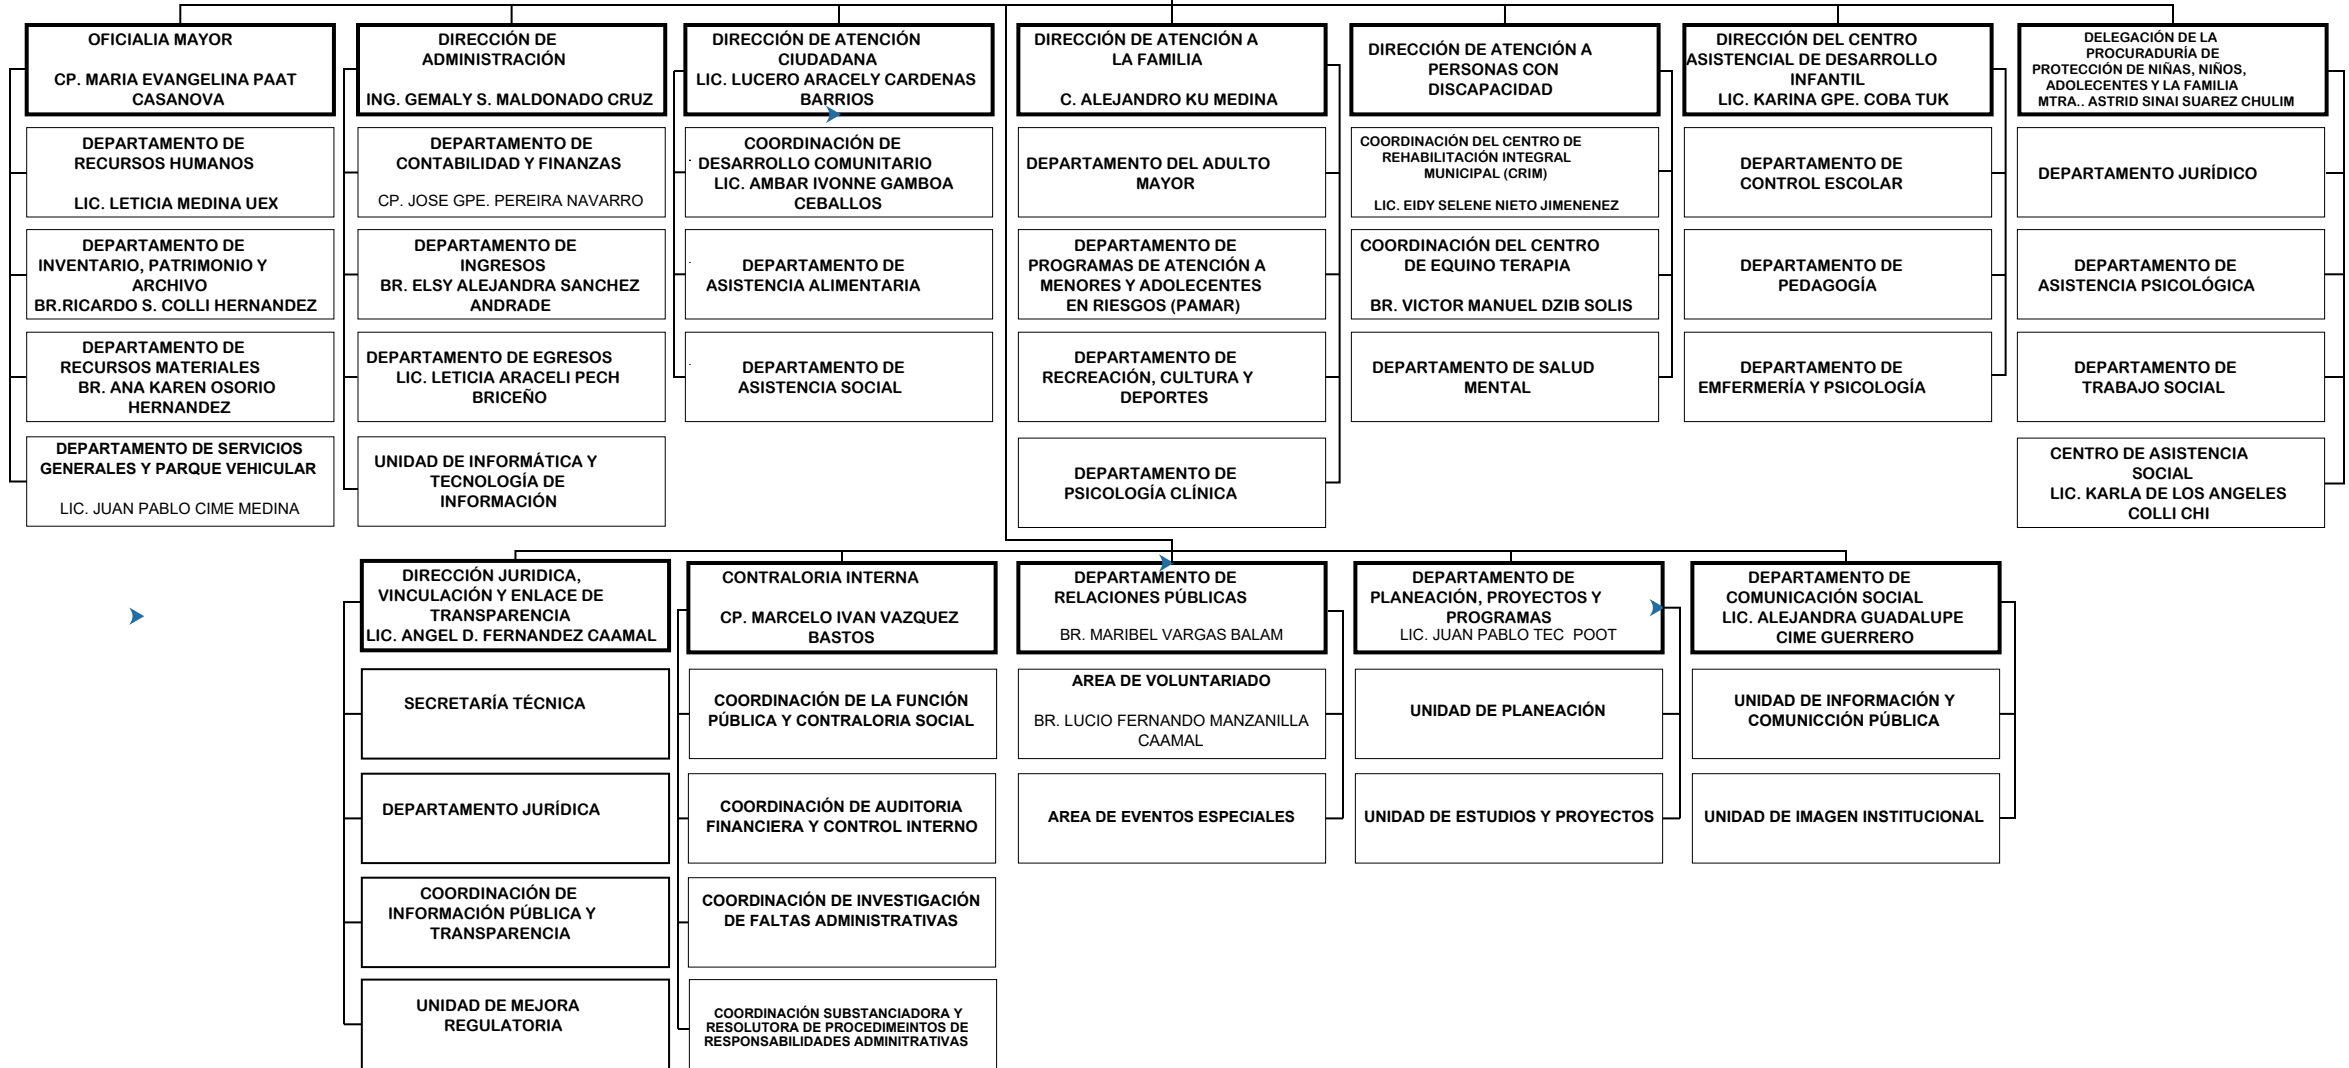 OFICIALIA MAYOR
CP. MARIA EVANGELINA PAAT
CASANOVA
DEPARTAMENTO DE
RECURSOS HUMANOS
LIC. LETICIA MEDINA UEX
DEPARTAMENTO DE
INVENTARIO, PATRIMONIO Y
ARCHIVO
BR.RICARDO S. COLLI HERNANDEZ
DEPARTAMENTO DE
RECURSOS MATERIALES
BR. ANA KAREN OSORIO
HERNANDEZ
DEPARTAMENTO DE SERVICIOS
GENERALES Y PARQUE VEHICULAR
LIC. JUAN PABLO CIME MEDINA
DIRECCIÓN DE
ADMINISTRACIÓN
ING. GEMALY S. MALDONADO CRUZ
DEPARTAMENTO DE
CONTABILIDAD Y FINANZAS
CP. JOSE GPE. PEREIRA NAVARRO
DEPARTAMENTO DE
INGRESOS
BR. ELSY ALEJANDRA SANCHEZ
ANDRADE
DEPARTAMENTO DE EGRESOS
LIC. LETICIA ARACELI PECH
BRICEÑO
UNIDAD DE INFORMÁTICA Y
TECNOLOGÍA DE
INFORMACIÓN
DIRECCIÓN DE ATENCIÓN
CIUDADANA
LIC. LUCERO ARACELY CARDENAS
BARRIOS
COORDINACIÓN DE
DESARROLLO COMUNITARIO
LIC. AMBAR IVONNE GAMBOA
CEBALLOS
DEPARTAMENTO DE
ASISTENCIA ALIMENTARIA
DEPARTAMENTO DE
ASISTENCIA SOCIAL
DIRECCIÓN DE ATENCIÓN A
LA FAMILIA
C. ALEJANDRO KU MEDINA
DEPARTAMENTO DEL ADULTO
MAYOR
DEPARTAMENTO DE
PROGRAMAS DE ATENCIÓN A
MENORES Y ADOLECENTES
EN RIESGOS (PAMAR)
DEPARTAMENTO DE
RECREACIÓN, CULTURA Y
DEPORTES
DEPARTAMENTO DE
PSICOLOGÍA CLÍNICA
DIRECCIÓN DE ATENCIÓN A
PERSONAS CON
DISCAPACIDAD
COORDINACIÓN DEL CENTRO DE
REHABILITACIÓN INTEGRAL
MUNICIPAL (CRIM)
LIC. EIDY SELENE NIETO JIMENENEZ
COORDINACIÓN DEL CENTRO
DE EQUINO TERAPIA
BR. VICTOR MANUEL DZIB SOLIS
DEPARTAMENTO DE SALUD
MENTAL
DIRECCIÓN DEL CENTRO
ASISTENCIAL DE DESARROLLO
INFANTIL
LIC. KARINA GPE. COBA TUK
DEPARTAMENTO DE
CONTROL ESCOLAR
DEPARTAMENTO DE
PEDAGOGÍA
DEPARTAMENTO DE
EMFERMERÍA Y PSICOLOGÍA
DELEGACIÓN DE LA
PROCURADURÍA DE
PROTECCIÓN DE NIÑAS, NIÑOS,
ADOLECENTES Y LA FAMILIA
MTRA.. ASTRID SINAI SUAREZ CHULIM
DEPARTAMENTO JURÍDICO
DEPARTAMENTO DE
ASISTENCIA PSICOLÓGICA
DEPARTAMENTO DE
TRABAJO SOCIAL
CENTRO DE ASISTENCIA
SOCIAL
LIC. KARLA DE LOS ANGELES
COLLI CHI
DIRECCIÓN JURIDICA,
VINCULACIÓN Y ENLACE DE
TRANSPARENCIA
LIC. ANGEL D. FERNANDEZ CAAMAL
SECRETARÍA TÉCNICA
DEPARTAMENTO JURÍDICA
COORDINACIÓN DE
INFORMACIÓN PÚBLICA Y
TRANSPARENCIA
UNIDAD DE MEJORA
REGULATORIA
CONTRALORIA INTERNA
CP. MARCELO IVAN VAZQUEZ
BASTOS
COORDINACIÓN DE LA FUNCIÓN
PÚBLICA Y CONTRALORIA SOCIAL
COORDINACIÓN DE AUDITORIA
FINANCIERA Y CONTROL INTERNO
COORDINACIÓN DE INVESTIGACIÓN
DE FALTAS ADMINISTRATIVAS
COORDINACIÓN SUBSTANCIADORA Y
RESOLUTORA DE PROCEDIMEINTOS DE
RESPONSABILIDADES ADMINITRATIVAS
DEPARTAMENTO DE
RELACIONES PÚBLICAS
BR. MARIBEL VARGAS BALAM
AREA DE VOLUNTARIADO
BR. LUCIO FERNANDO MANZANILLA
CAAMAL
AREA DE EVENTOS ESPECIALES
DEPARTAMENTO DE
PLANEACIÓN, PROYECTOS Y
PROGRAMAS
LIC. JUAN PABLO TEC POOT
UNIDAD DE PLANEACIÓN
UNIDAD DE ESTUDIOS Y PROYECTOS
DEPARTAMENTO DE
COMUNICACIÓN SOCIAL
LIC. ALEJANDRA GUADALUPE
CIME GUERRERO
UNIDAD DE INFORMACIÓN Y
COMUNICCIÓN PÚBLICA
UNIDAD DE IMAGEN INSTITUCIONAL